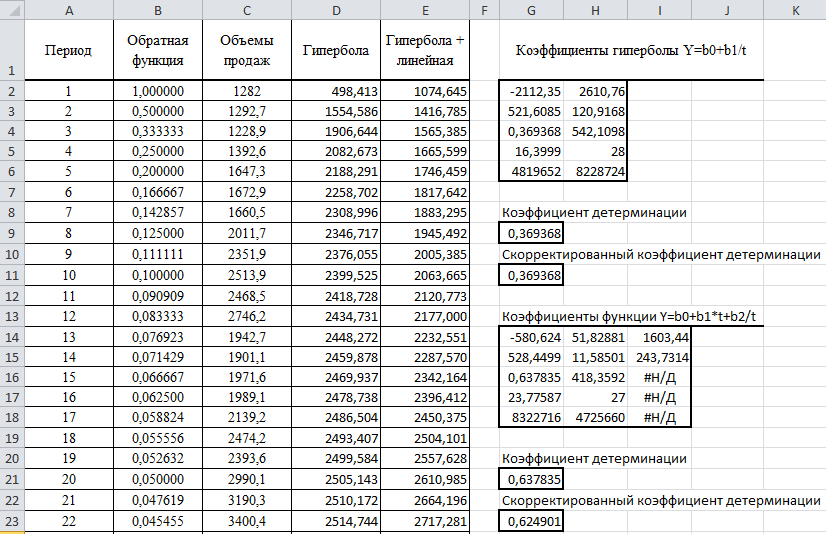 A B C D E F G H I J K
1 Период Обратная функция Объемы продаж Гипербола Гипербола + линейная Коэффициенты гиперболы Y=b0+b1/t
2 1 1,000000 1282 498,413 1074,645 -2112,35 2610,76
3 2 0,500000 1292,7 1554,586 1416,785 521,6085 120,9168
4 3 0,333333 1228,9 1906,644 1565,385 0,369368 542,1098
5 4 0,250000 1392,6 2082,673 1665,599 16,3999 28
6 5 0,200000 1647,3 2188,291 1746,459 4819652 8228724
7 6 0,166667 1672,9 2258,702 1817,642
8 7 0,142857 1660,5 2308,996 1883,295 Коэффициент детерминации
9 8 0,125000 2011,7 2346,717 1945,492 0,369368
10 9 0,111111 2351,9 2376,055 2005,385 Скорректированный коэффициент детерминации
11 10 0,100000 2513,9 2399,525 2063,665 0,369368
12 11 0,090909 2468,5 2418,728 2120,773
13 12 0,083333 2746,2 2434,731 2177,000 Коэффициенты функции Y=b0+b1*t+b2/t
14 13 0,076923 1942,7 2448,272 2232,551 -580,624 51,82881 1603,44
15 14 0,071429 1901,1 2459,878 2287,570 528,4499 11,58501 243,7314
16 15 0,066667 1971,6 2469,937 2342,164 0,637835 418,3592 #Н/Д
17 16 0,062500 1989,1 2478,738 2396,412 23,77587 27 #Н/Д
18 17 0,058824 2139,2 2486,504 2450,375 8322716 4725660 #Н/Д
19 18 0,055556 2474,2 2493,407 2504,101
20 19 0,052632 2393,6 2499,584 2557,628 Коэффициент детерминации
21 20 0,050000 2990,1 2505,143 2610,985 0,637835
22 21 0,047619 3190,3 2510,172 2664,196 Скорректированный коэффициент детерминации
23 22 0,045455 3400,4 2514,744 2717,281 0,624901